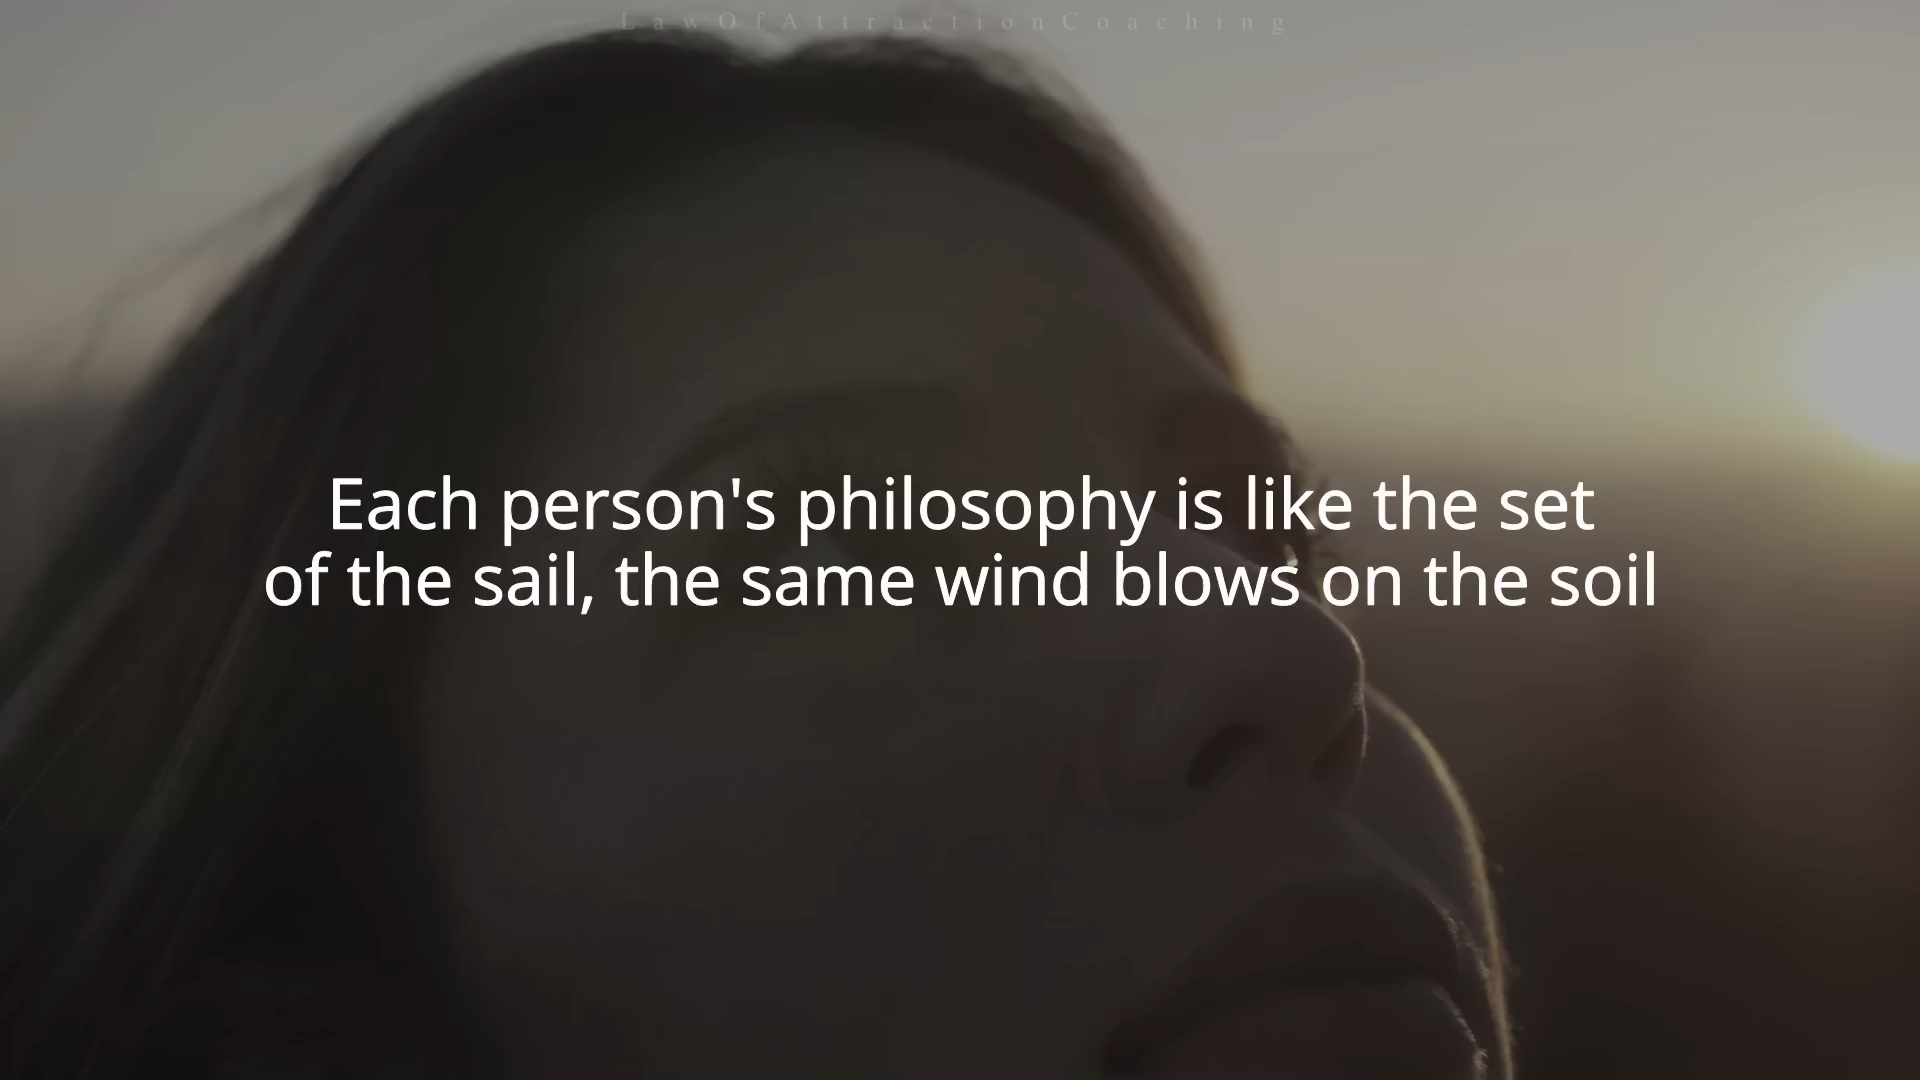 LawOfAttractionCoaching
Each person's philosophy is like the set
of the sail, the same wind blows on the soil